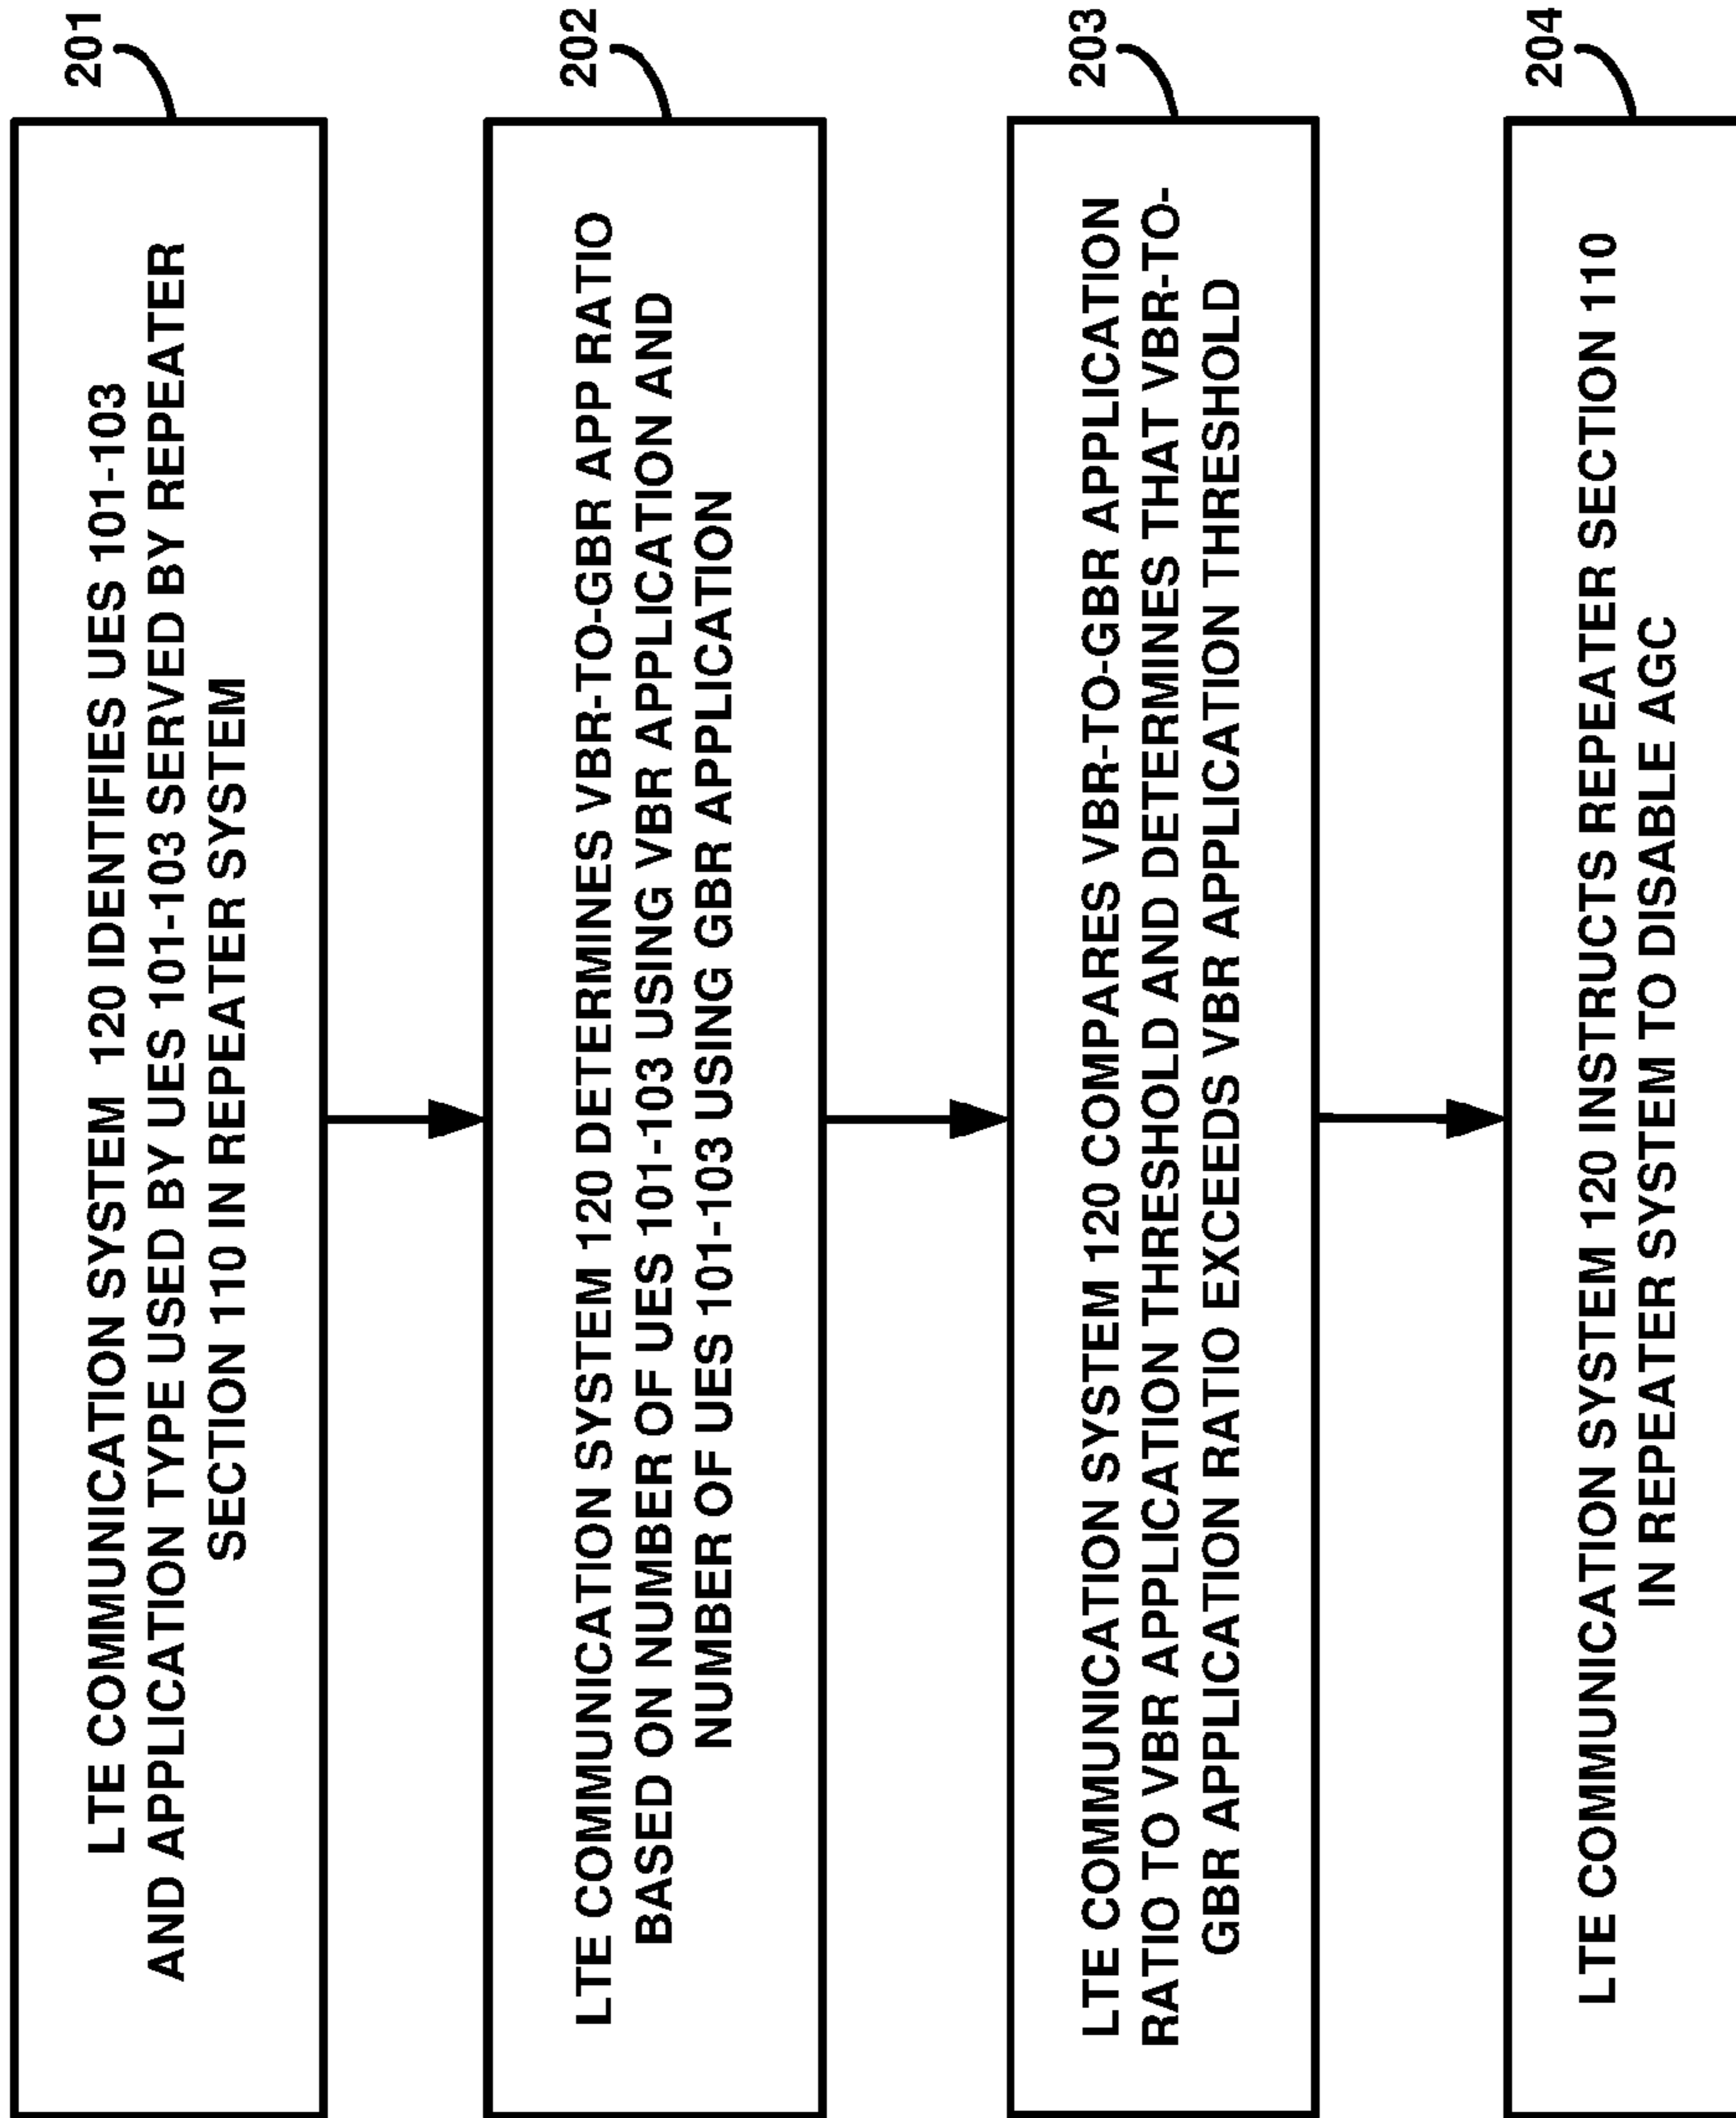 201
LTE COMMUNICATION SYSTEM 120 IDENTIFIES UES 101-103
AND APPLICATION TYPE USED BY UES 101-103 SERVED BY REPEATER
SECTION 110 IN REPEATER SYSTEM
202
LTE COMMUNICATION SYSTEM 120 DETERMINES VBR-TO-GBR APP RATIO
BASED ON NUMBER OF UES 101-103 USING VBR APPLICATION AND
NUMBER OF UES 101-103 USING GBR APPLICATION
203
LTE COMMUNICATION SYSTEM 120 COMPARES VBR-TO-GBR APPLICATION
RATIO TO VBR APPLICATION THRESHOLD AND DETERMINES THAT VBR-TO-
GBR APPLICATION RATIO EXCEEDS VBR APPLICATION THRESHOLD
204
LTE COMMUNICATION SYSTEM 120 INSTRUCTS REPEATER SECTION 110
IN REPEATER SYSTEM TO DISABLE AGC